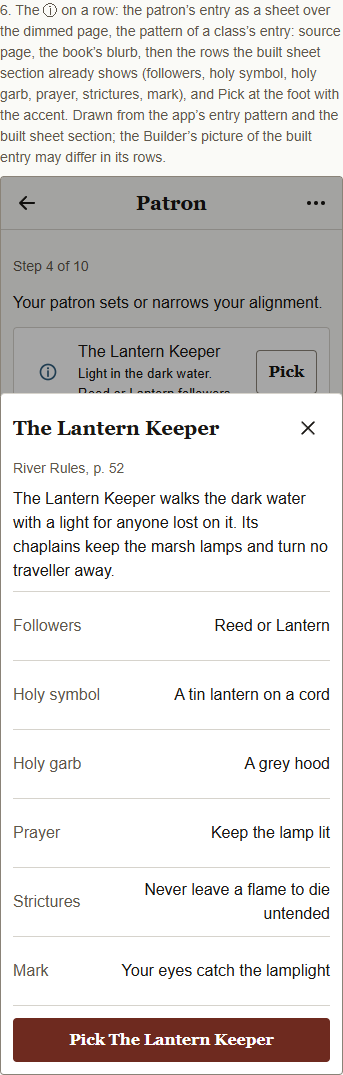 6. The ⓘ on a row: the patron's entry as a sheet over
the dimmed page, the pattern of a class's entry: source
page, the book's blurb, then the rows the built sheet
section already shows (followers, holy symbol, holy
garb, prayer, strictures, mark), and Pick at the foot with
the accent. Drawn from the app's entry pattern and the
built sheet section; the Builder's picture of the built
entry may differ in its rows.
Patron
Step 4 of 10
Your patron sets or narrows your alignment.
The Lantern Keeper
Light in the dark water.
Pick
Reed or Lantern followers
The Lantern Keeper
River Rules, p. 52
The Lantern Keeper walks the dark water
with a light for anyone lost on it. Its
chaplains keep the marsh lamps and turn no
traveller away.
Followers Reed or Lantern
Holy symbol A tin lantern on a cord
Holy garb A grey hood
Prayer Keep the lamp lit
Strictures Never leave a flame to die
untended
Mark Your eyes catch the lamplight
Pick The Lantern Keeper